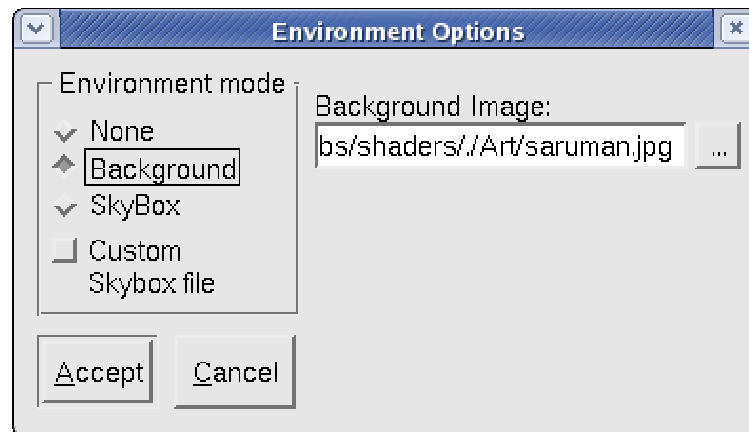 Environment Options
Environment mode
None
Background
SkyBox
Custom
Skybox file
Background Image:
bs/shaders/./Art/saruman.jpg
...
Accept
Cancel